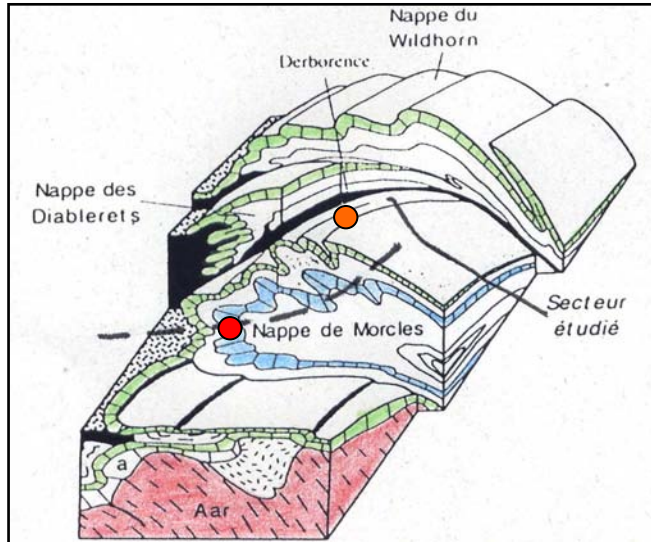 Nappe du
Wildhorn
Derborence
Nappe des
Diablerets
Secteur
étudié
Nappe de Morcles
a
Aar